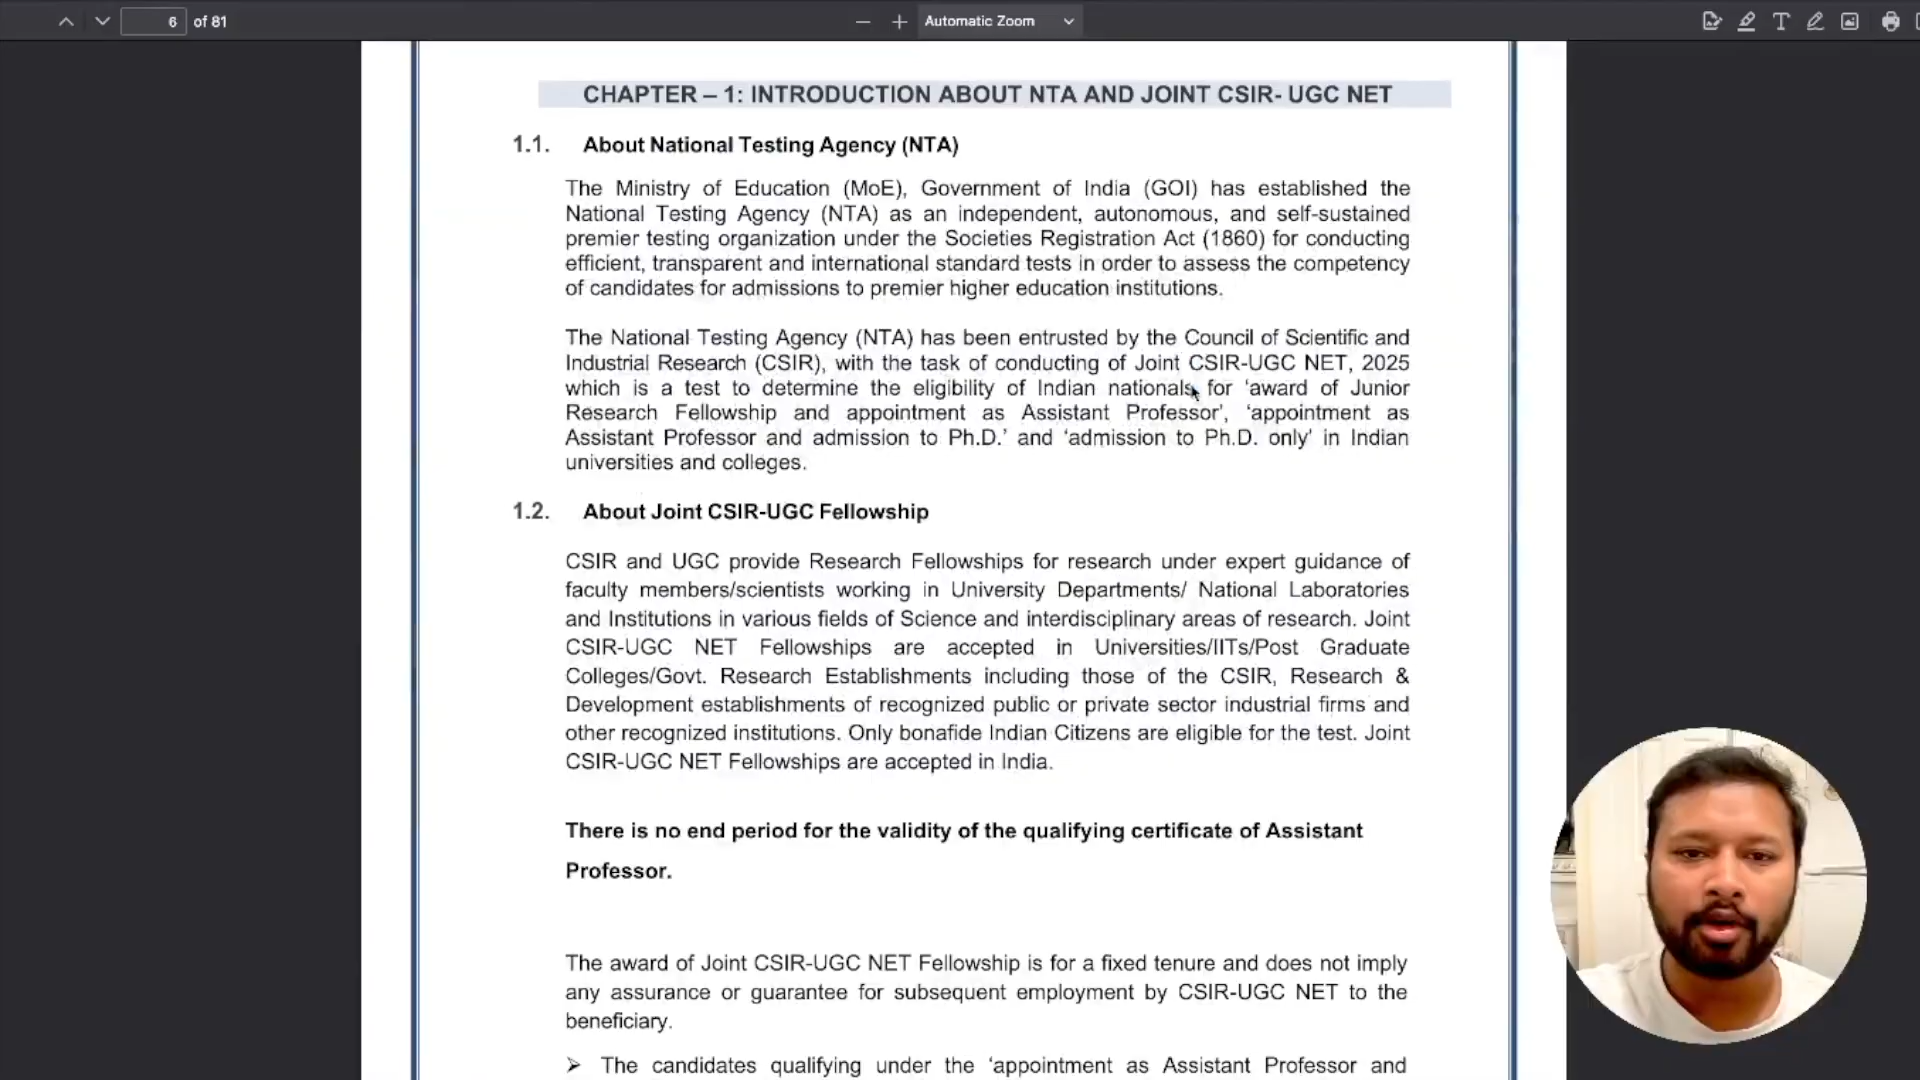 6 of 81
Automatic Zoom
CHAPTER – 1: INTRODUCTION ABOUT NTA AND JOINT CSIR- UGC NET
1.1. About National Testing Agency (NTA)
The Ministry of Education (MoE), Government of India (GOI) has established the
National Testing Agency (NTA) as an independent, autonomous, and self-sustained
premier testing organization under the Societies Registration Act (1860) for conducting
efficient, transparent and international standard tests in order to assess the competency
of candidates for admissions to premier higher education institutions.
The National Testing Agency (NTA) has been entrusted by the Council of Scientific and
Industrial Research (CSIR), with the task of conducting of Joint CSIR-UGC NET, 2025
which is a test to determine the eligibility of Indian nationals for ‘award of Junior
Research Fellowship and appointment as Assistant Professor’, ‘appointment as
Assistant Professor and admission to Ph.D.’ and ‘admission to Ph.D. only’ in Indian
universities and colleges.
1.2. About Joint CSIR-UGC Fellowship
CSIR and UGC provide Research Fellowships for research under expert guidance of
faculty members/scientists working in University Departments/ National Laboratories
and Institutions in various fields of Science and interdisciplinary areas of research. Joint
CSIR-UGC NET Fellowships are accepted in Universities/IITs/Post Graduate
Colleges/Govt. Research Establishments including those of the CSIR, Research &
Development establishments of recognized public or private sector industrial firms and
other recognized institutions. Only bonafide Indian Citizens are eligible for the test. Joint
CSIR-UGC NET Fellowships are accepted in India.
There is no end period for the validity of the qualifying certificate of Assistant
Professor.
The award of Joint CSIR-UGC NET Fellowship is for a fixed tenure and does not imply
any assurance or guarantee for subsequent employment by CSIR-UGC NET to the
beneficiary.
➢ The candidates qualifying under the ‘appointment as Assistant Professor and